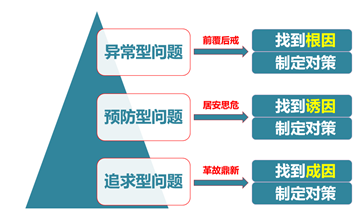 异常型问题
前覆后戒
找到根因
制定对策
预防型问题
居安思危
找到诱因
制定对策
追求型问题
革故鼎新
找到成因
制定对策